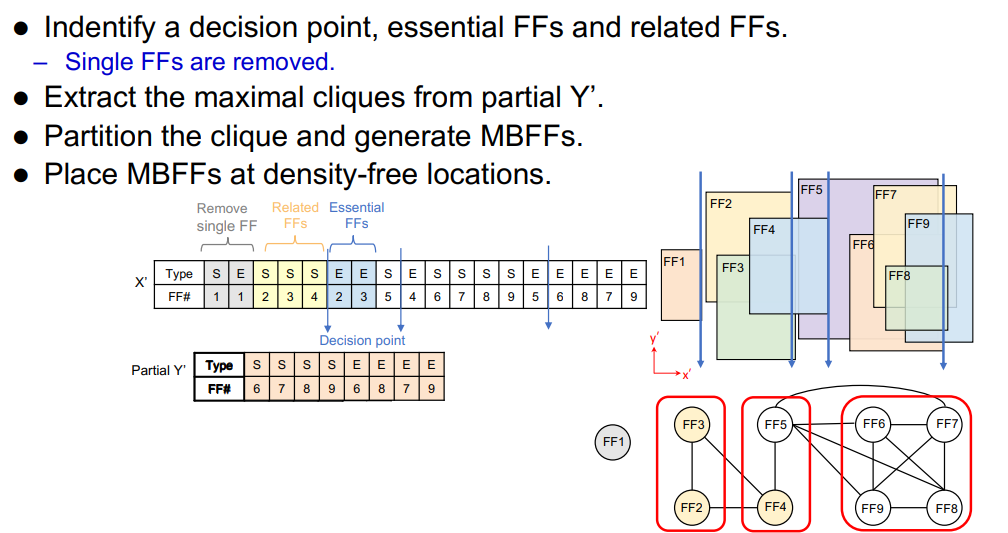 ● Indentify a decision point, essential FFs and related FFs.
– Single FFs are removed.
● Extract the maximal cliques from partial Y’.
● Partition the clique and generate MBFFs.
● Place MBFFs at density-free locations.
Remove single FF
Related FFs
Essential FFs
X’
Type S E S S S E E S E S S S S E E E E E
FF# 1 1 2 3 4 2 3 5 4 6 7 8 9 5 6 8 7 9
Decision point
Partial Y’
Type S S S S E E E E
FF# 6 7 8 9 6 8 7 9
FF1
FF2
FF3
FF4
FF5
FF6
FF7
FF8
FF9
y’
x’
FF1
FF3
FF5
FF6
FF7
FF2
FF4
FF9
FF8